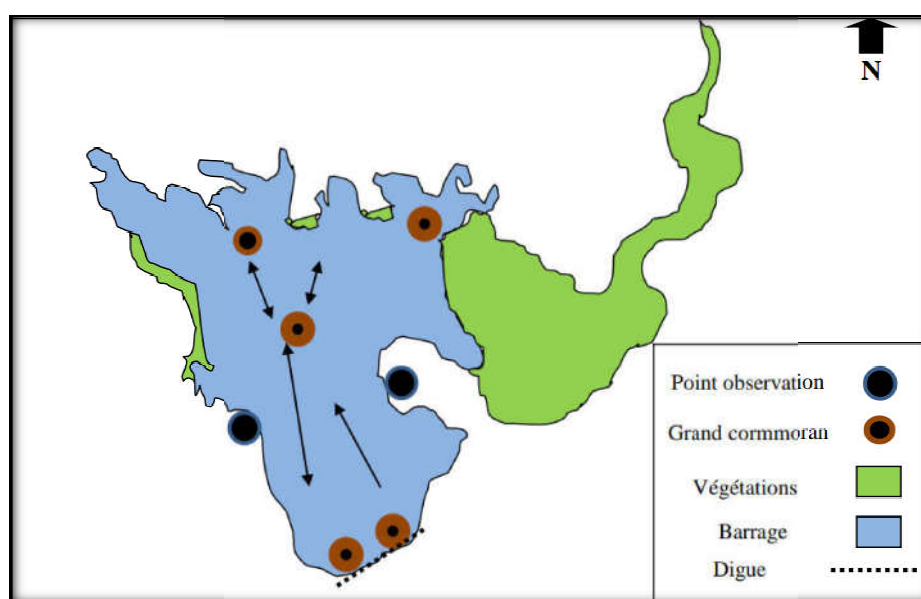 N
Point observation
Grand cormmoran
Végétations
Barrage
Digue